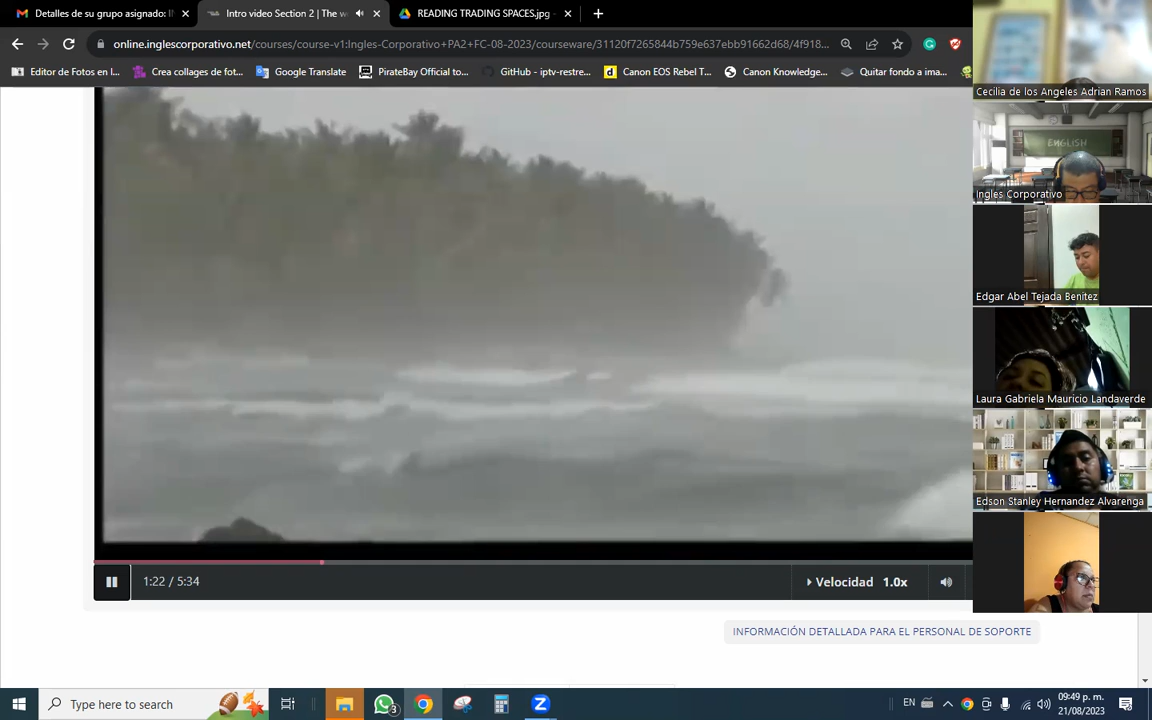 Detalles de su grupo asignado: II
Intro video Section 2 | The w
READING TRADING SPACES.jpg
online.inglescorporativo.net/courses/course-v1:Ingles-Corporativo+PA2+FC-08-2023/courseware/31120f7265844b759e637ebb91662d68/4f918...
Editor de Fotos en l...
Crea collages de fot...
Google Translate
PirateBay Official to...
GitHub - iptv-restre...
Canon EOS Rebel T...
Canon Knowledge...
Quitar fondo a ima...
Cecilia de los Angeles Adrian Ramos
ENGLISH
Ingles Corporativo
Edgar Abel Tejada Benitez
Laura Gabriela Mauricio Landaverde
Edson Stanley Hernandez Alvarenga
1:22 / 5:34
Velocidad 1.0x
INFORMACIÓN DETALLADA PARA EL PERSONAL DE SOPORTE
Type here to search
3
EN
09:49 p. m.
21/08/2023